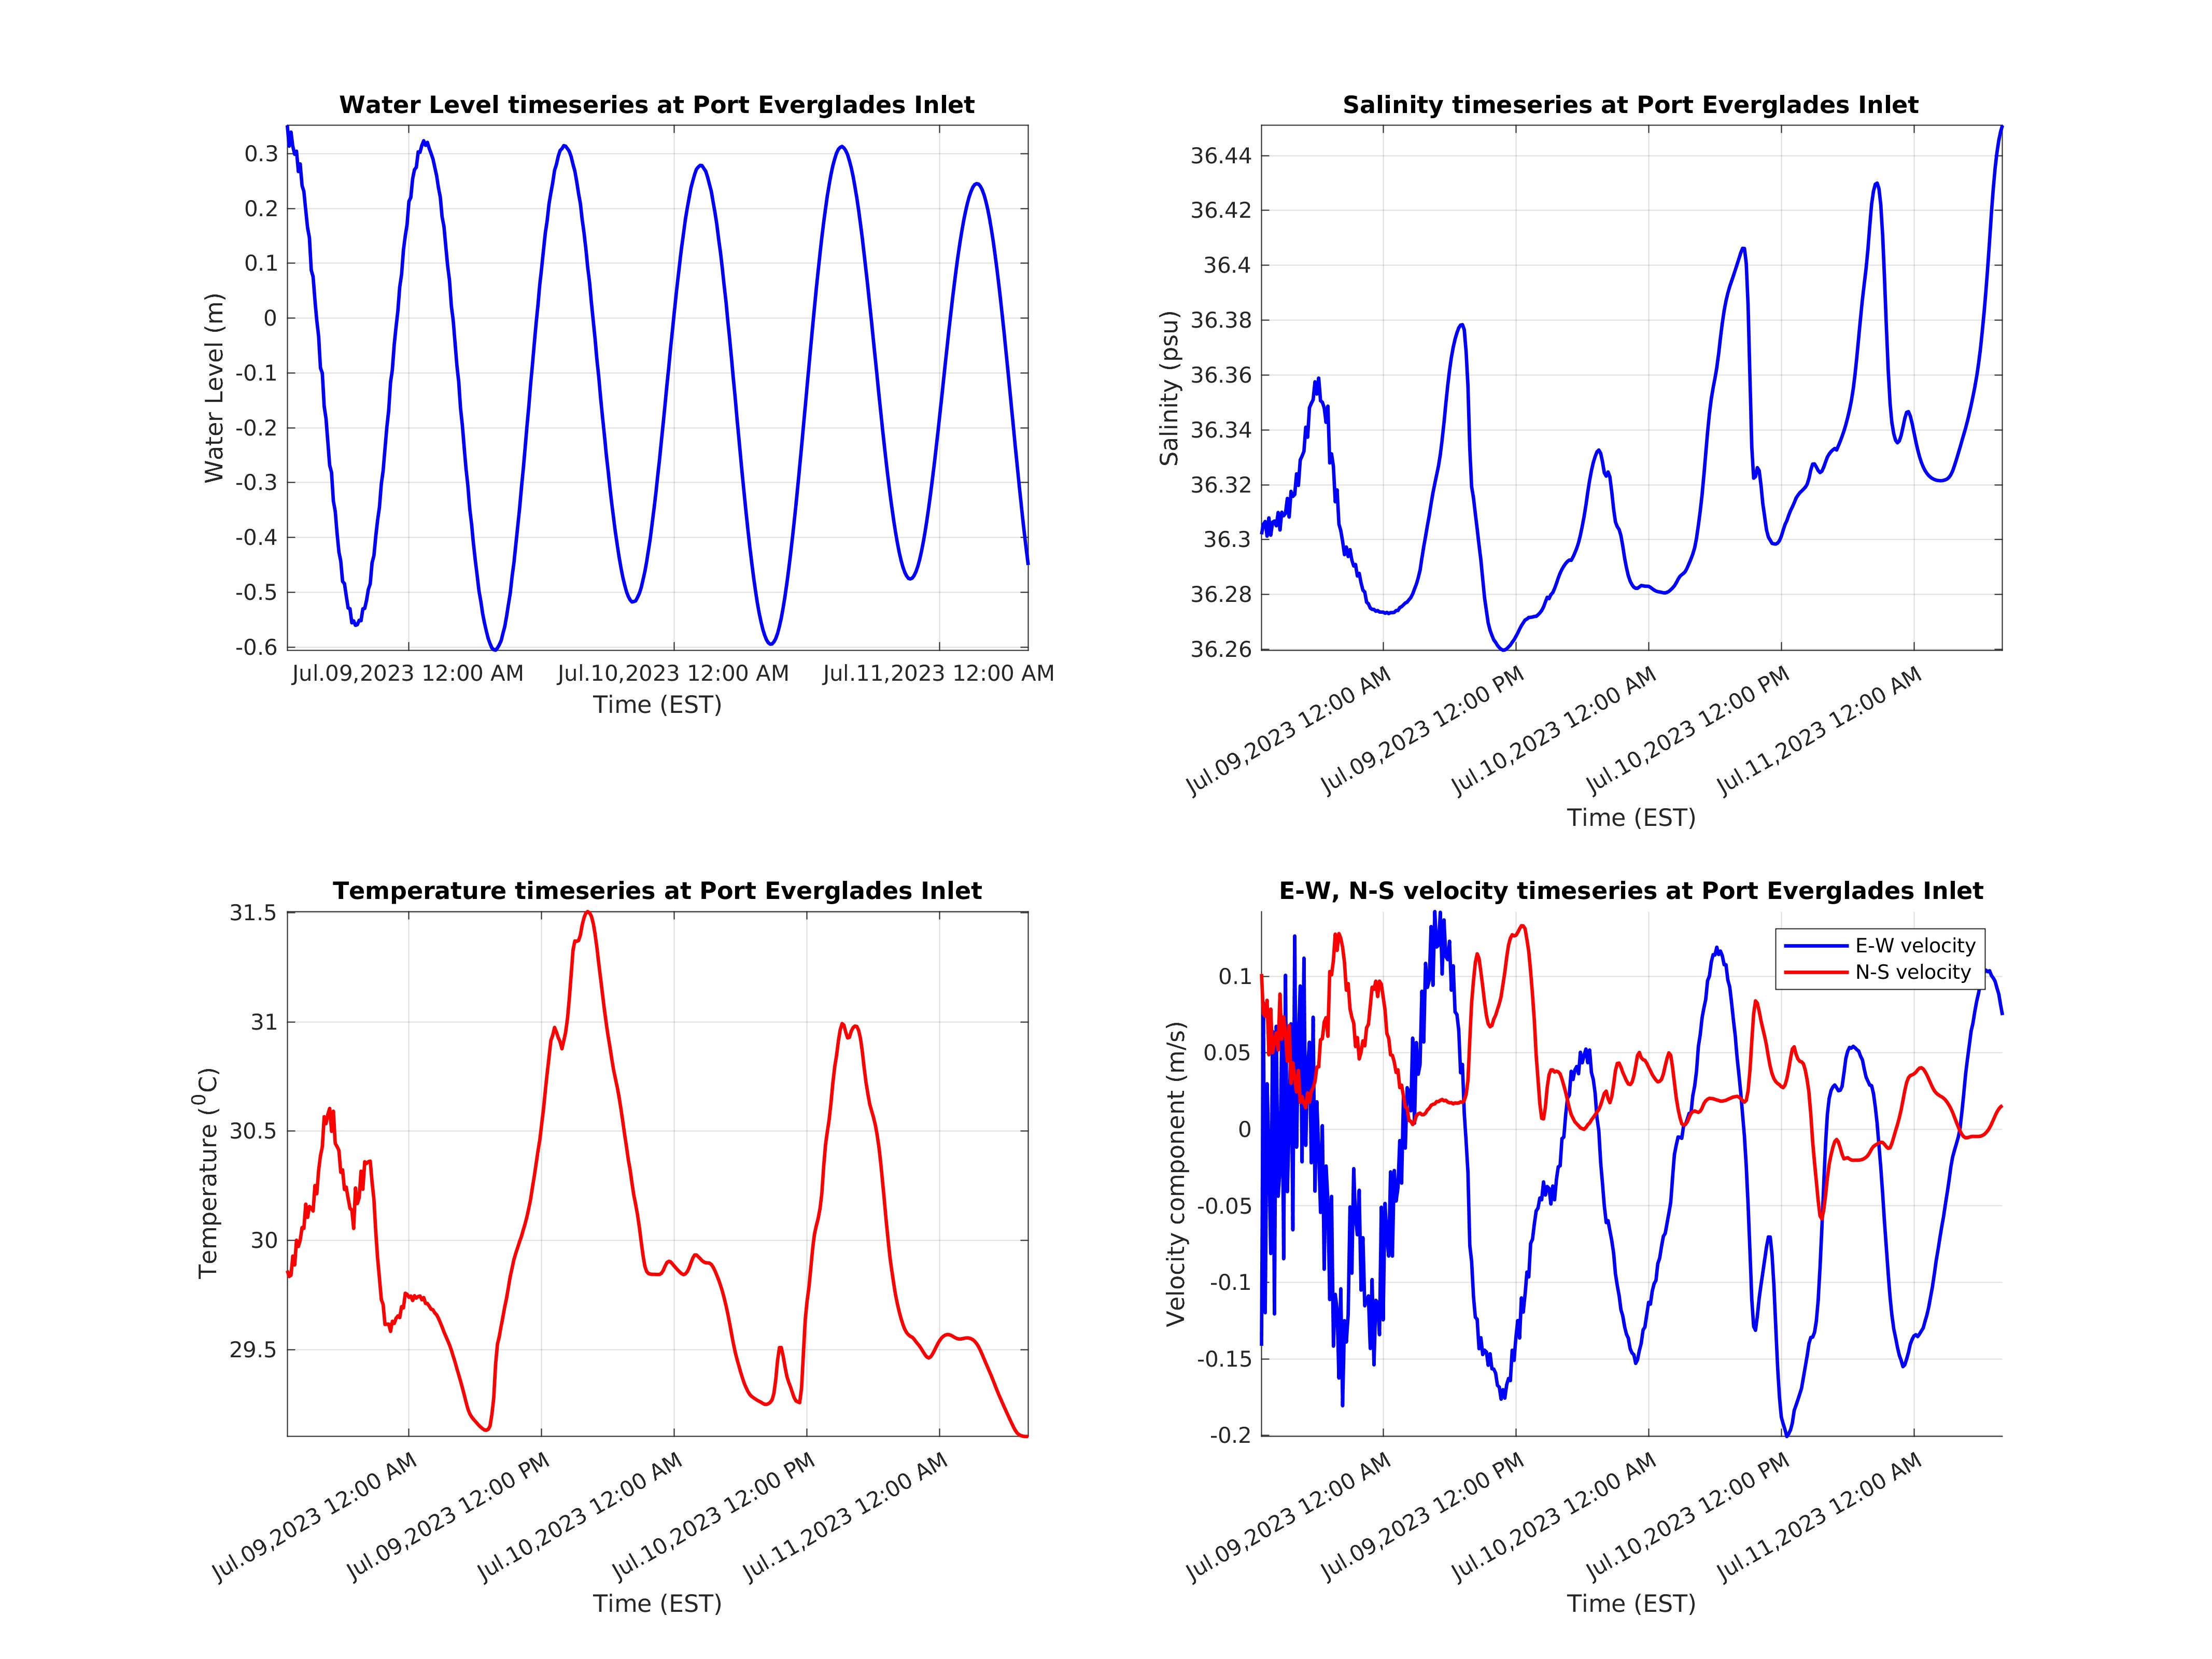 Water Level timeseries at Port Everglades Inlet
0.3
0.2
0.1
0
-0.1
-0.2
-0.3
-0.4
-0.5
-0.6
Water Level (m)
Jul.09,2023 12:00 AM
Jul.10,2023 12:00 AM
Jul.11,2023 12:00 AM
Time (EST)
Salinity timeseries at Port Everglades Inlet
36.44
36.42
36.4
36.38
36.36
36.34
36.32
36.3
36.28
36.26
Salinity (psu)
Jul.09,2023 12:00 AM
Jul.09,2023 12:00 PM
Jul.10,2023 12:00 AM
Jul.10,2023 12:00 PM
Jul.11,2023 12:00 AM
Time (EST)
Temperature timeseries at Port Everglades Inlet
31.5
31
30.5
30
29.5
Temperature (⁰C)
Jul.09,2023 12:00 AM
Jul.09,2023 12:00 PM
Jul.10,2023 12:00 AM
Jul.10,2023 12:00 PM
Jul.11,2023 12:00 AM
Time (EST)
E-W, N-S velocity timeseries at Port Everglades Inlet
E-W velocity
N-S velocity
0.1
0.05
0
-0.05
-0.1
-0.15
-0.2
Velocity component (m/s)
Jul.09,2023 12:00 AM
Jul.09,2023 12:00 PM
Jul.10,2023 12:00 AM
Jul.10,2023 12:00 PM
Jul.11,2023 12:00 AM
Time (EST)